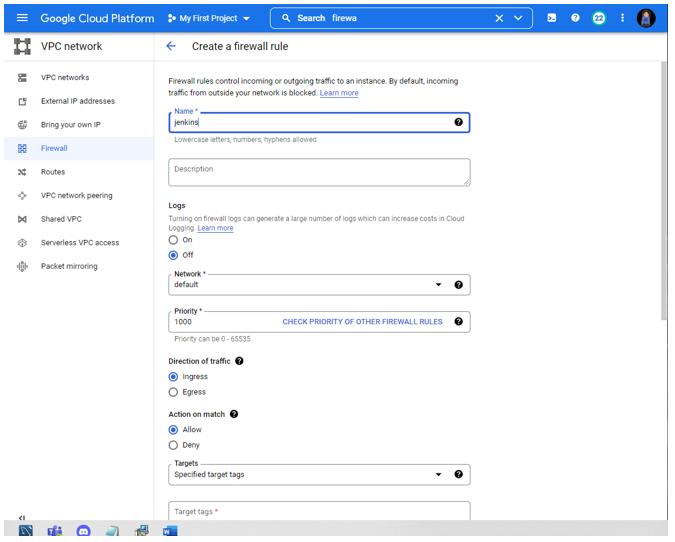 Google Cloud Platform
My First Project
Search firewa
22
VPC network
Create a firewall rule
VPC networks
External IP addresses
Bring your own IP
Firewall
Routes
VPC network peering
Shared VPC
Serverless VPC access
Packet mirroring
Firewall rules control incoming or outgoing traffic to an instance. By default, incoming
traffic from outside your network is blocked. Learn more
Name *
jenkins
Lowercase letters, numbers, hyphens allowed
Description
Logs
Turning on firewall logs can generate a large number of logs which can increase costs in Cloud
Logging. Learn more
On
Off
Network *
default
Priority *
1000 CHECK PRIORITY OF OTHER FIREWALL RULES
Priority can be 0 - 65535
Direction of traffic
Ingress
Egress
Action on match
Allow
Deny
Targets
Specified target tags
Target tags *